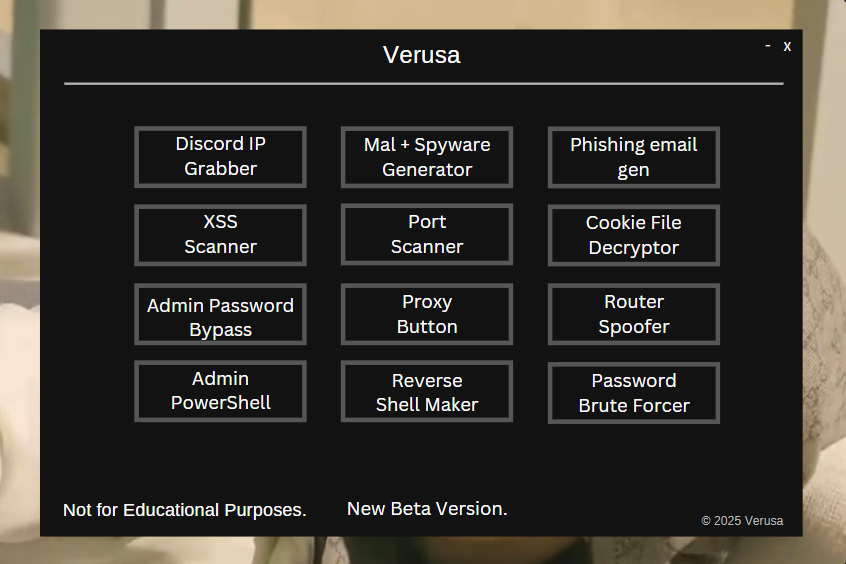 Verusa
- x
Discord IP
Grabber
Mal + Spyware
Generator
Phishing email
gen
XSS
Scanner
Port
Scanner
Cookie File
Decryptor
Admin Password
Bypass
Proxy
Button
Router
Spoofer
Admin
PowerShell
Reverse
Shell Maker
Password
Brute Forcer
Not for Educational Purposes.
New Beta Version.
© 2025 Verusa